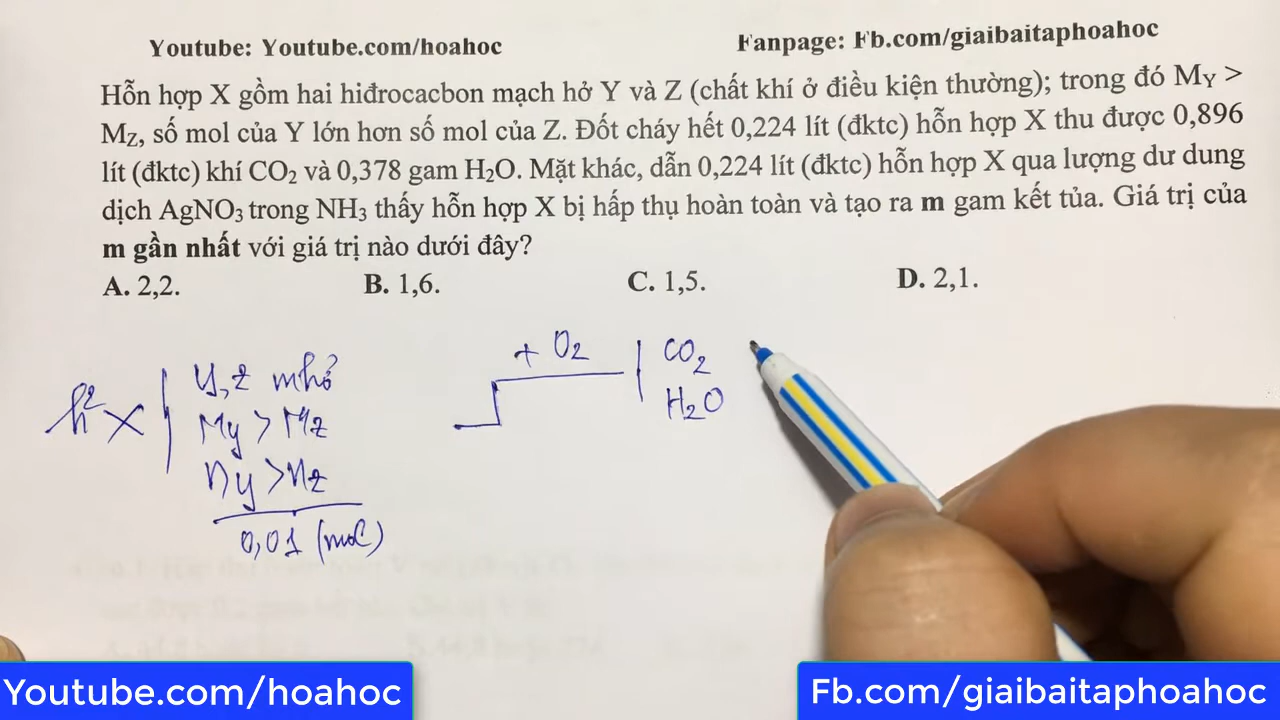 Youtube: Youtube.com/hoahoc
Fanpage: Fb.com/giaibaitaphoahoc
Hỗn hợp X gồm hai hiđrocacbon mạch hở Y và Z (chất khí ở điều kiện thường); trong đó MY >
MZ, số mol của Y lớn hơn số mol của Z. Đốt cháy hết 0,224 lít (đktc) hỗn hợp X thu được 0,896
lít (đktc) khí CO2 và 0,378 gam H2O. Mặt khác, dẫn 0,224 lít (đktc) hỗn hợp X qua lượng dư dung
dịch AgNO3 trong NH3 thấy hỗn hợp X bị hấp thụ hoàn toàn và tạo ra m gam kết tủa. Giá trị của
m gần nhất với giá trị nào dưới đây?
A. 2,2. B. 1,6. C. 1,5. D. 2,1.
+ O2
CO2
H2O
h2 X
Y, Z mhở
My > Mz
ny > nz
0,01 (mol)
Youtube.com/hoahoc
Fb.com/giaibaitaphoahoc